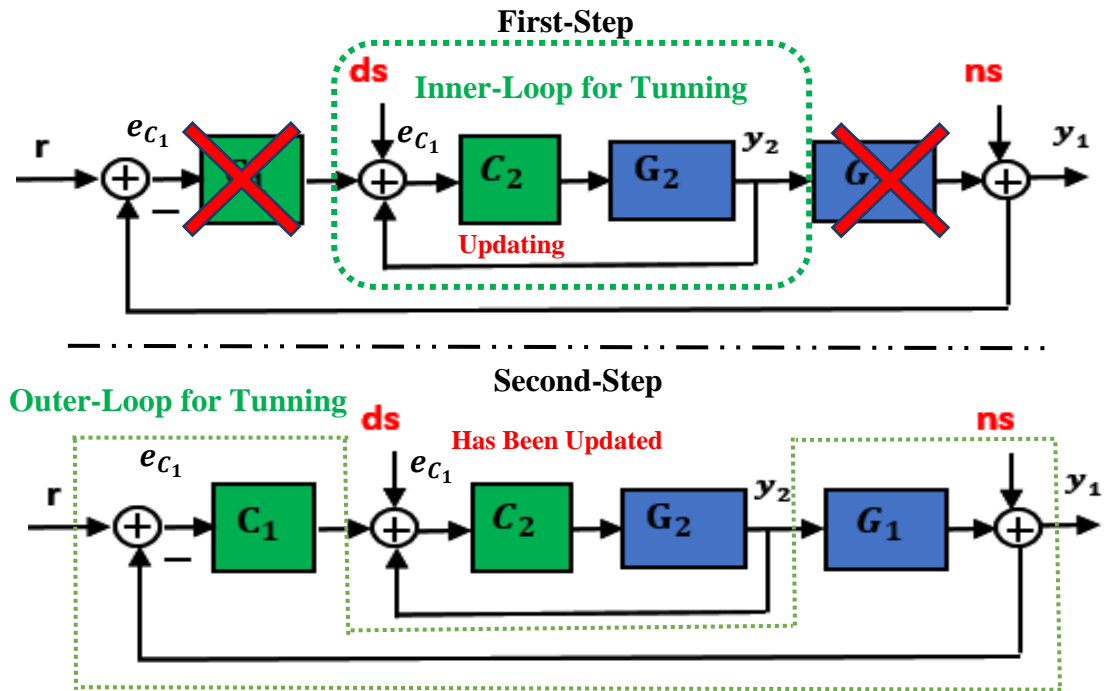 First-Step
ds
Inner-Loop for Tunning
ns
r
+
−
e_{C_1}
+
e_{C_1}
C_2
G_2
y_2
G
+
y_1
Updating
Second-Step
Outer-Loop for Tunning
ds
Has Been Updated
ns
r
+
−
e_{C_1}
C_1
+
e_{C_1}
C_2
G_2
y_2
G_1
+
y_1